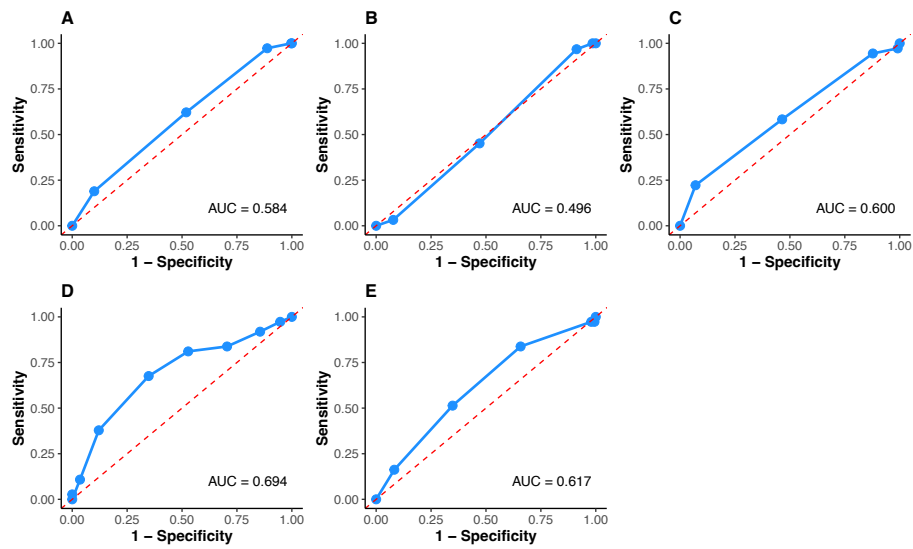 A
1.00
0.75
0.50
0.25
0.00
Sensitivity
AUC = 0.584
0.00 0.25 0.50 0.75 1.00
1 − Specificity
B
1.00
0.75
0.50
0.25
0.00
Sensitivity
AUC = 0.496
0.00 0.25 0.50 0.75 1.00
1 − Specificity
C
1.00
0.75
0.50
0.25
0.00
Sensitivity
AUC = 0.600
0.00 0.25 0.50 0.75 1.00
1 − Specificity
D
1.00
0.75
0.50
0.25
0.00
Sensitivity
AUC = 0.694
0.00 0.25 0.50 0.75 1.00
1 − Specificity
E
1.00
0.75
0.50
0.25
0.00
Sensitivity
AUC = 0.617
0.00 0.25 0.50 0.75 1.00
1 − Specificity